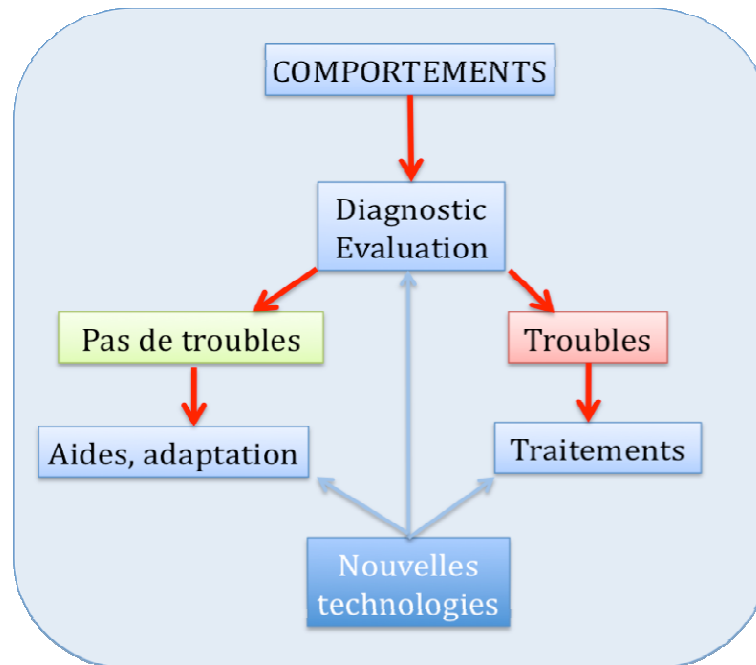 COMPORTEMENTS
Diagnostic
Evaluation
Pas de troubles
Troubles
Aides, adaptation
Traitements
Nouvelles
technologies